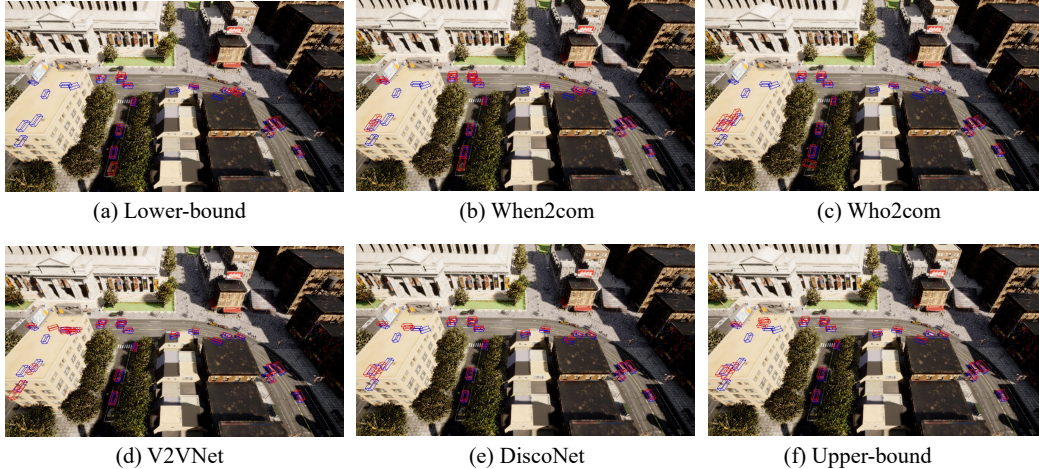 (a) Lower-bound
(b) When2com
(c) Who2com
(d) V2VNet
(e) DiscoNet
(f) Upper-bound